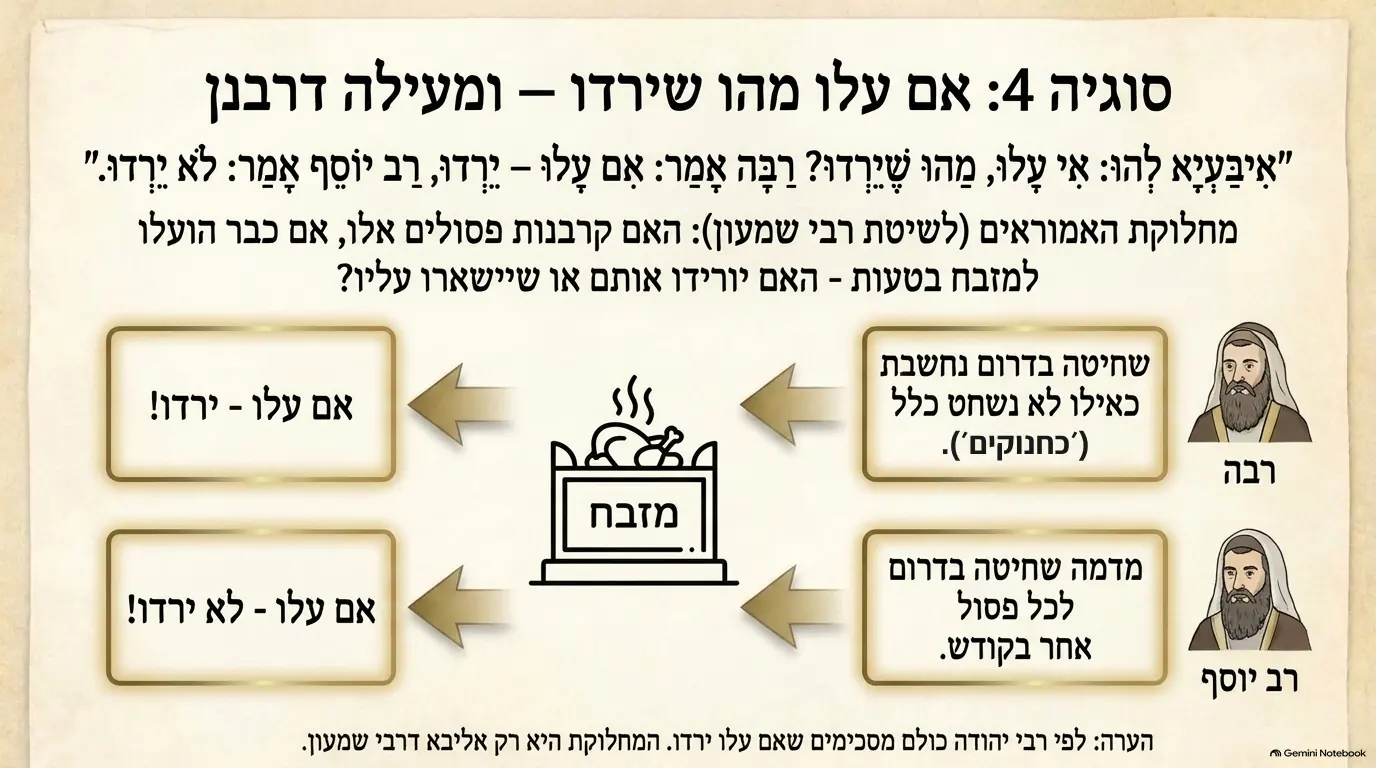 סוגיה 4: אם עלו מהו שירדו – ומעילה דרבנן
"אִיבַּעְיָא לְהוּ: אִי עָלוּ, מַהוּ שֶׁיֵּרְדוּ? רַבָּה אָמַר: אִם עָלוּ – יֵרְדוּ, רַב יוֹסֵף אָמַר: לֹא יֵרְדוּ."
מחלוקת האמוראים (לשיטת רבי שמעון): האם קרבנות פסולים אלו, אם כבר הועלו
למזבח בטעות - האם יורידו אותם או שיישארו עליו?
שחיטה בדרום נחשבת
כאילו לא נשחט כלל
('כחנוקים').
רבה
מזבח
אם עלו - ירדו!
מדמה שחיטה בדרום
לכל פסול
אחר בקודש.
רב יוסף
אם עלו - לא ירדו!
הערה: לפי רבי יהודה כולם מסכימים שאם עלו ירדו. המחלוקת היא רק אליבא דרבי שמעון.
Gemini Notebook